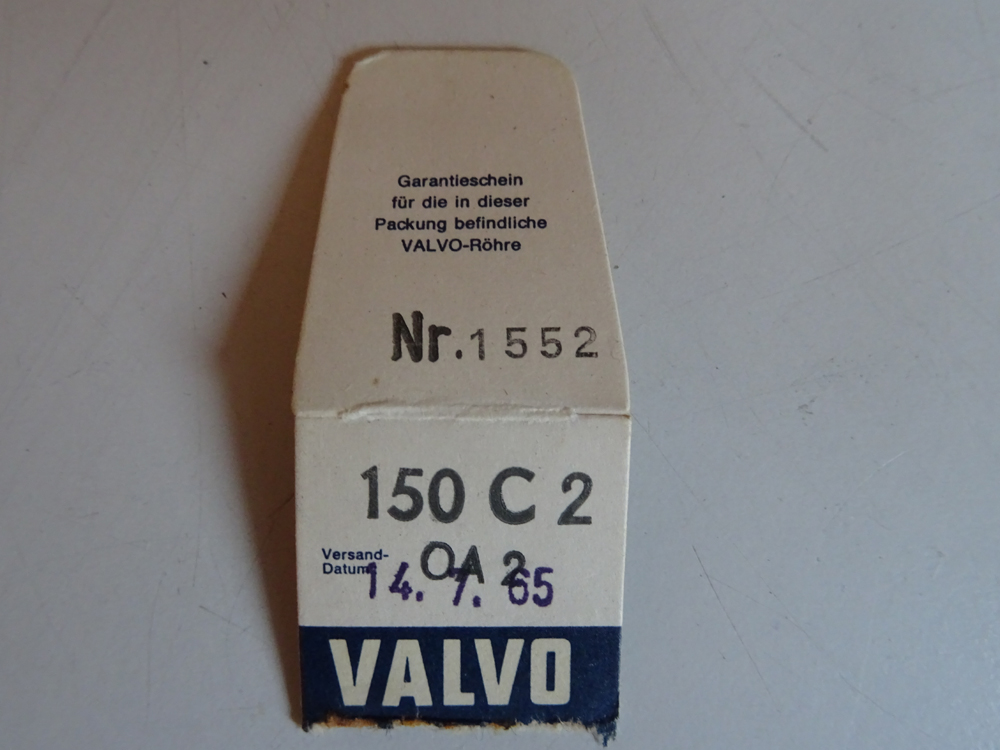 Garantieschein
für die in dieser
Packung befindliche
VALVO-Röhre
Nr. 1552
150 C 2
OA 2
Versand-
Datum
14. 7. 65
VALVO